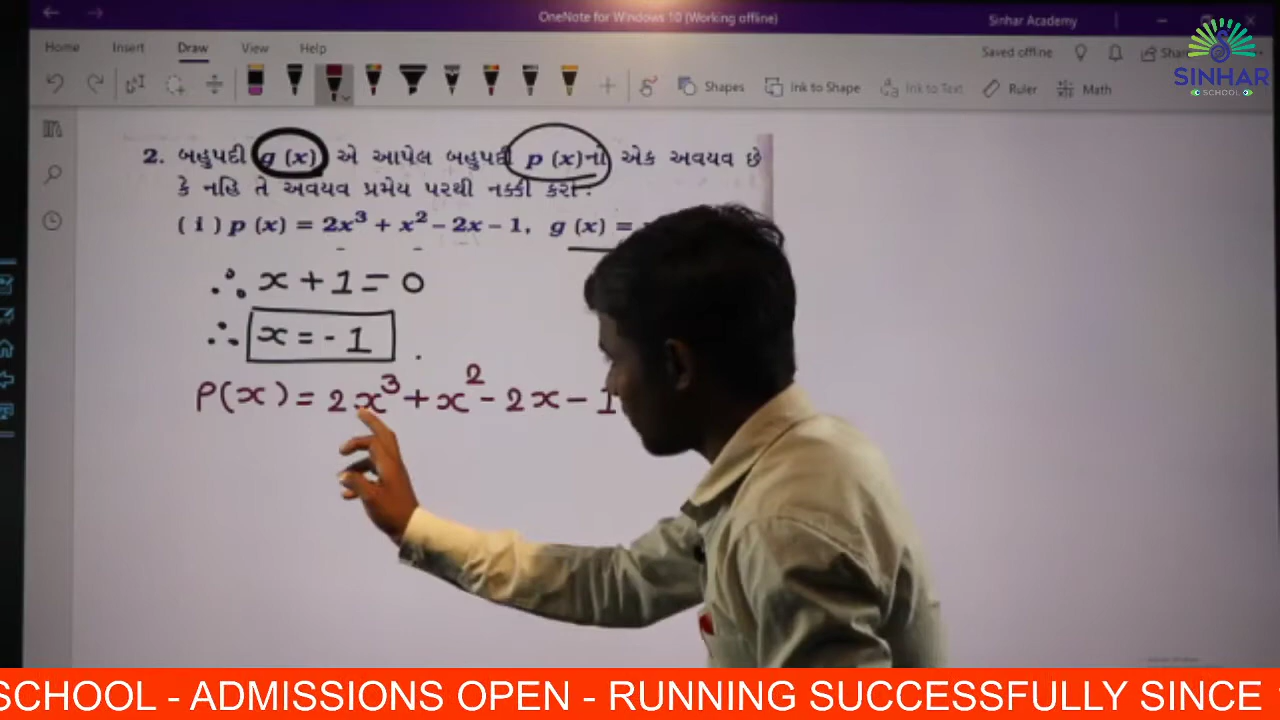 OneNote for Windows 10 (Working offline)
Sinhar Academy
Home Insert Draw View Help
Saved offline
Shapes Ink to Shape Ink to Text Ruler Math
SINHAR
SCHOOL
2. બહુપદી g (x) એ આપેલ બહુપદી p (x)નો એક અવયવ છે
કે નહિ તે અવયવ પ્રમેય પરથી નક્કી કરો :
( i ) p (x) = 2x³ + x² – 2x – 1, g (x) =
∴ x + 1 = 0
∴ x = - 1
P(x) = 2x³ + x² - 2x - 1
SCHOOL - ADMISSIONS OPEN - RUNNING SUCCESSFULLY SINCE